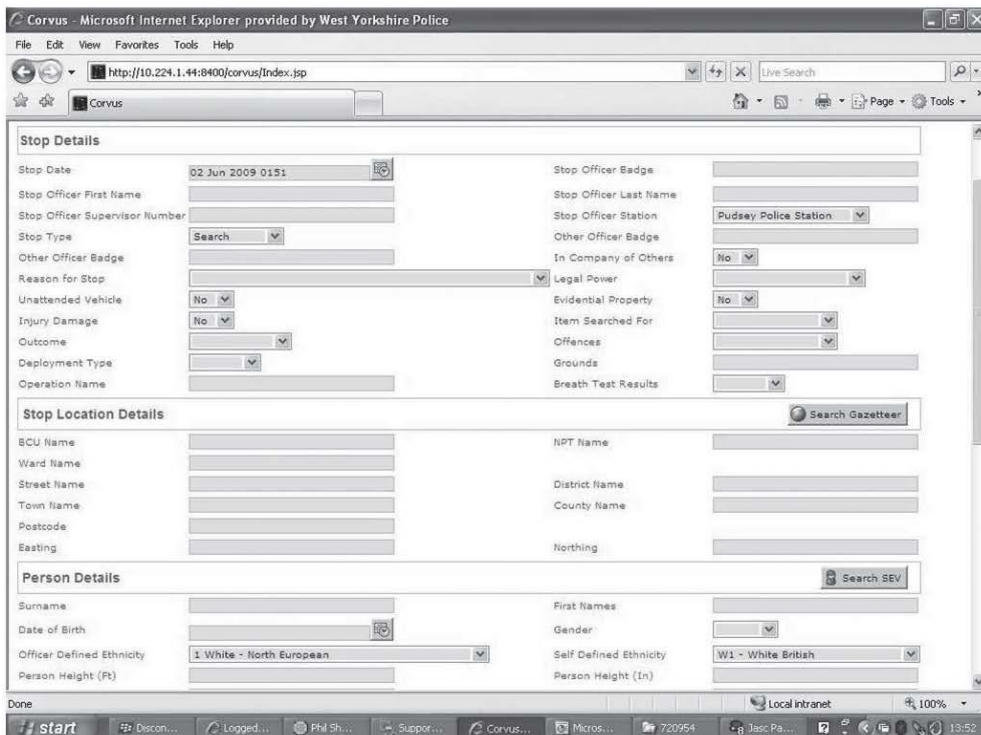 Corvus - Microsoft Internet Explorer provided by West Yorkshire Police
File Edit View Favorites Tools Help
http://10.224.1.44:8400/corvus/Index.jsp Live Search
Corvus Page Tools
Stop Details
Stop Date 02 Jun 2009 0151 Stop Officer Badge
Stop Officer First Name Stop Officer Last Name
Stop Officer Supervisor Number Stop Officer Station Pudsey Police Station
Stop Type Search Other Officer Badge
Other Officer Badge In Company of Others No
Reason for Stop Legal Power
Unattended Vehicle No Evidential Property No
Injury Damage No Item Searched For
Outcome Offences
Deployment Type Grounds
Operation Name Breath Test Results
Stop Location Details Search Gazetteer
BCU Name NPT Name
Ward Name
Street Name District Name
Town Name County Name
Postcode
Easting Northing
Person Details Search SEV
Surname First Names
Date of Birth Gender
Officer Defined Ethnicity 1 White - North European Self Defined Ethnicity W1 - White British
Person Height (Ft) Person Height (In)
Done Local intranet 100%
start Discon... Logged... Phil Sh... Suppor... Corvus... Micros... 720954 Jasc Pa... 13:52